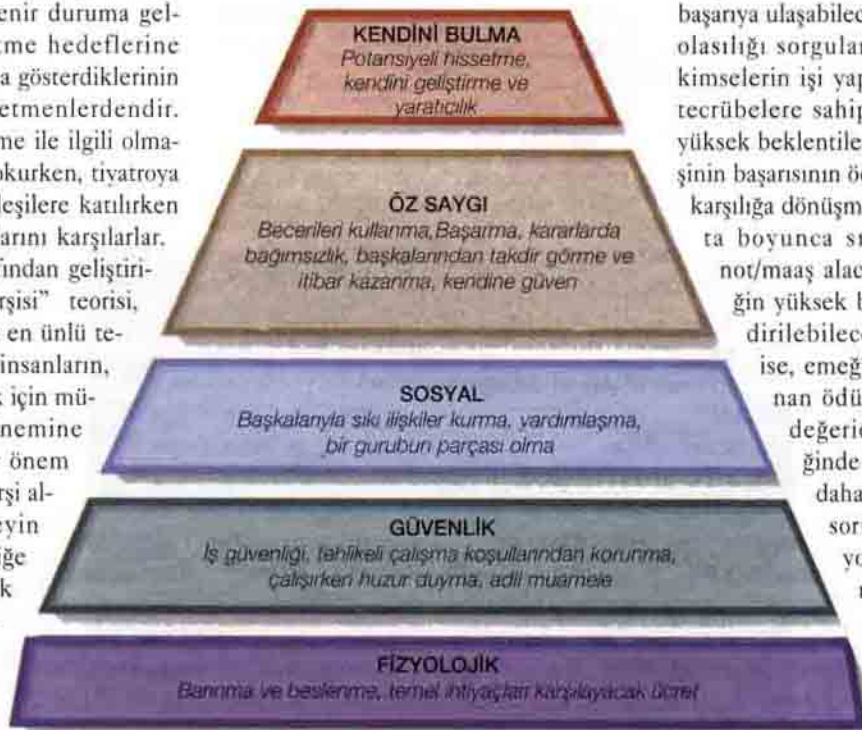 enir duruma gel-
tme hedeflerine
a gösterdiklerinin
etmenlerdendir.
me ile ilgili olma-
okurken, tiyatroya
leşilere katılırken
arını karşılarlar.
fından geliştiri-
rşisi” teorisi,
en ünlü te-
insanların,
k için mü-
nemine
önem
rşi al-
eyin
iğe
k
KENDİNİ BULMA
Potansiyeli hissetme,
kendini geliştirme ve
yaratıcılık
ÖZ SAYGI
Becerileri kullanma, Başarma, kararlarda
bağımsızlık, başkalarından takdir görme ve
itibar kazanma, kendine güven
SOSYAL
Başkalarıyla sıkı ilişkiler kurma, yardımlaşma,
bir gurubun parçası olma
GÜVENLİK
İş güvenliği, tehlikeli çalışma koşullarından korunma,
çalışırken huzur duyma, adil muamele
FİZYOLOJİK
Barınma ve beslenme, temel ihtiyaçları karşılayacak ücret
başarıya ulaşabilec
olasılığı sorgular
kimselerin işi yap
tecrübelere sahip
yüksek beklentile
şinin başarısının öc
karşılığa dönüşm
ta boyunca sı
not/maaş alac
ğin yüksek l
dirilebilec
ise, emeğ
nan ödü
değerle
ğinde
daha
sor
yo